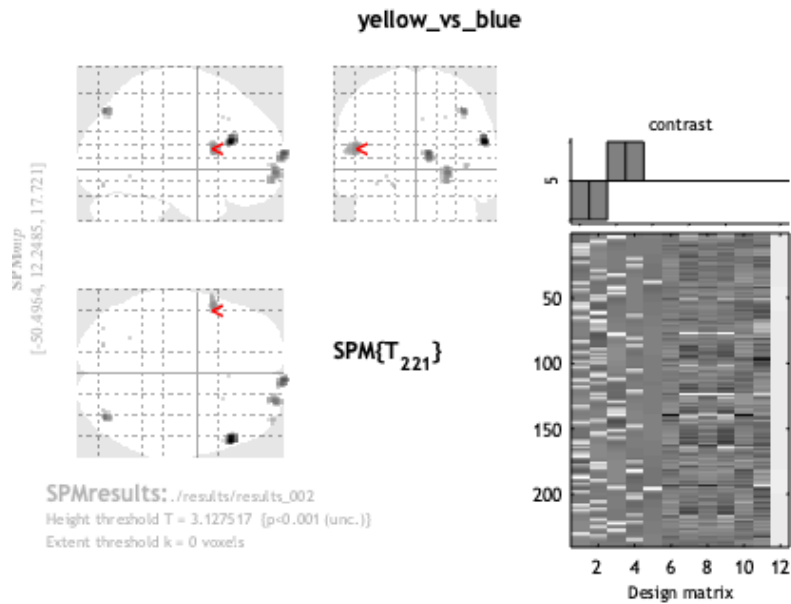 yellow_vs_blue
SPMmip
[-50.4964, 12.2485, 17.721]
<
<
<
SPM{T221}
SPMresults: ./results/results_002
Height threshold T = 3.127517 {p<0.001 (unc.)}
Extent threshold k = 0 voxels
contrast
5
50
100
150
200
2 4 6 8 10 12
Design matrix